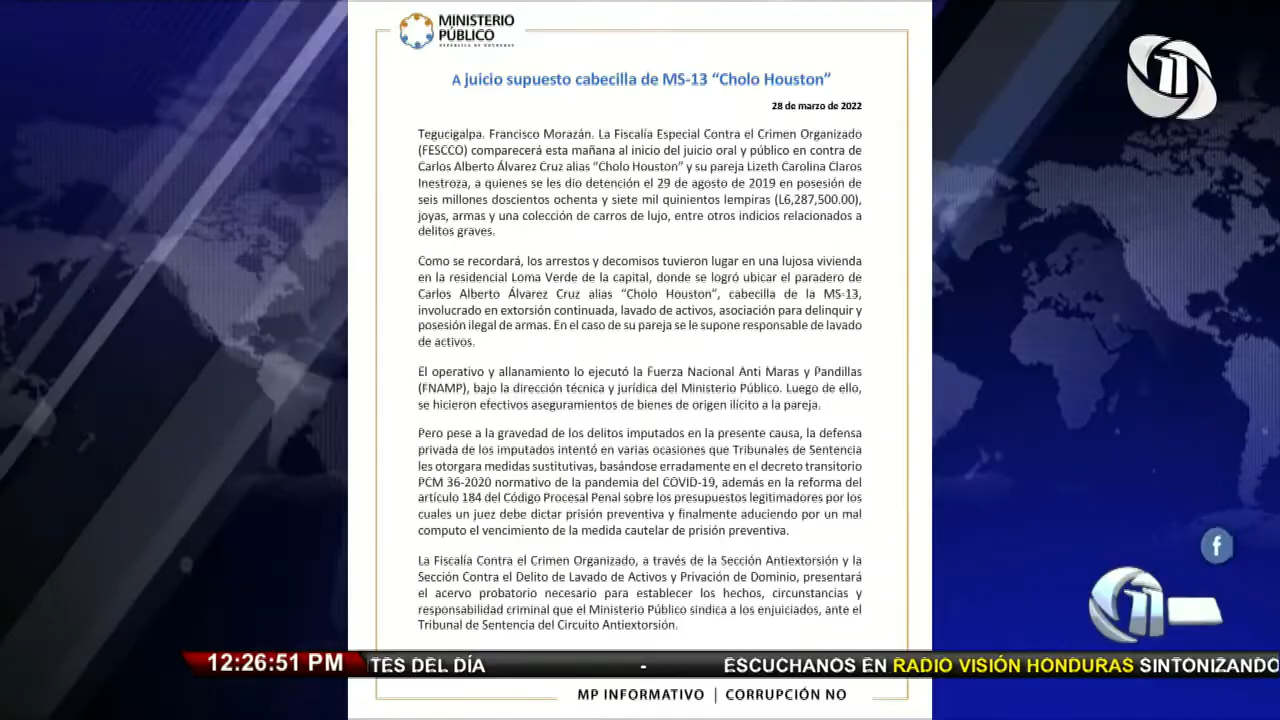 MINISTERIO
PÚBLICO
REPÚBLICA DE HONDURAS
A juicio supuesto cabecilla de MS-13 “Cholo Houston”
28 de marzo de 2022
Tegucigalpa. Francisco Morazán. La Fiscalía Especial Contra el Crimen Organizado
(FESCCO) comparecerá esta mañana al inicio del juicio oral y público en contra de
Carlos Alberto Álvarez Cruz alias “Cholo Houston” y su pareja Lizeth Carolina Claros
Inestroza, a quienes se les dio detención el 29 de agosto de 2019 en posesión de
seis millones doscientos ochenta y siete mil quinientos lempiras (L6,287,500.00),
joyas, armas y una colección de carros de lujo, entre otros indicios relacionados a
delitos graves.
Como se recordará, los arrestos y decomisos tuvieron lugar en una lujosa vivienda
en la residencial Loma Verde de la capital, donde se logró ubicar el paradero de
Carlos Alberto Álvarez Cruz alias “Cholo Houston”, cabecilla de la MS-13,
involucrado en extorsión continuada, lavado de activos, asociación para delinquir y
posesión ilegal de armas. En el caso de su pareja se le supone responsable de lavado
de activos.
El operativo y allanamiento lo ejecutó la Fuerza Nacional Anti Maras y Pandillas
(FNAMP), bajo la dirección técnica y jurídica del Ministerio Público. Luego de ello,
se hicieron efectivos aseguramientos de bienes de origen ilícito a la pareja.
Pero pese a la gravedad de los delitos imputados en la presente causa, la defensa
privada de los imputados intentó en varias ocasiones que Tribunales de Sentencia
les otorgara medidas sustitutivas, basándose erradamente en el decreto transitorio
PCM 36-2020 normativo de la pandemia del COVID-19, además en la reforma del
artículo 184 del Código Procesal Penal sobre los presupuestos legitimadores por los
cuales un juez debe dictar prisión preventiva y finalmente aduciendo por un mal
computo el vencimiento de la medida cautelar de prisión preventiva.
La Fiscalía Contra el Crimen Organizado, a través de la Sección Antiextorsión y la
Sección Contra el Delito de Lavado de Activos y Privación de Dominio, presentará
el acervo probatorio necesario para establecer los hechos, circunstancias y
responsabilidad criminal que el Ministerio Público sindica a los enjuiciados, ante el
Tribunal de Sentencia del Circuito Antiextorsión.
12:26:51 PM TES DEL DÍA - ESCUCHANOS EN RADIO VISIÓN HONDURAS SINTONIZANDO
MP INFORMATIVO | CORRUPCIÓN NO
11
11
f